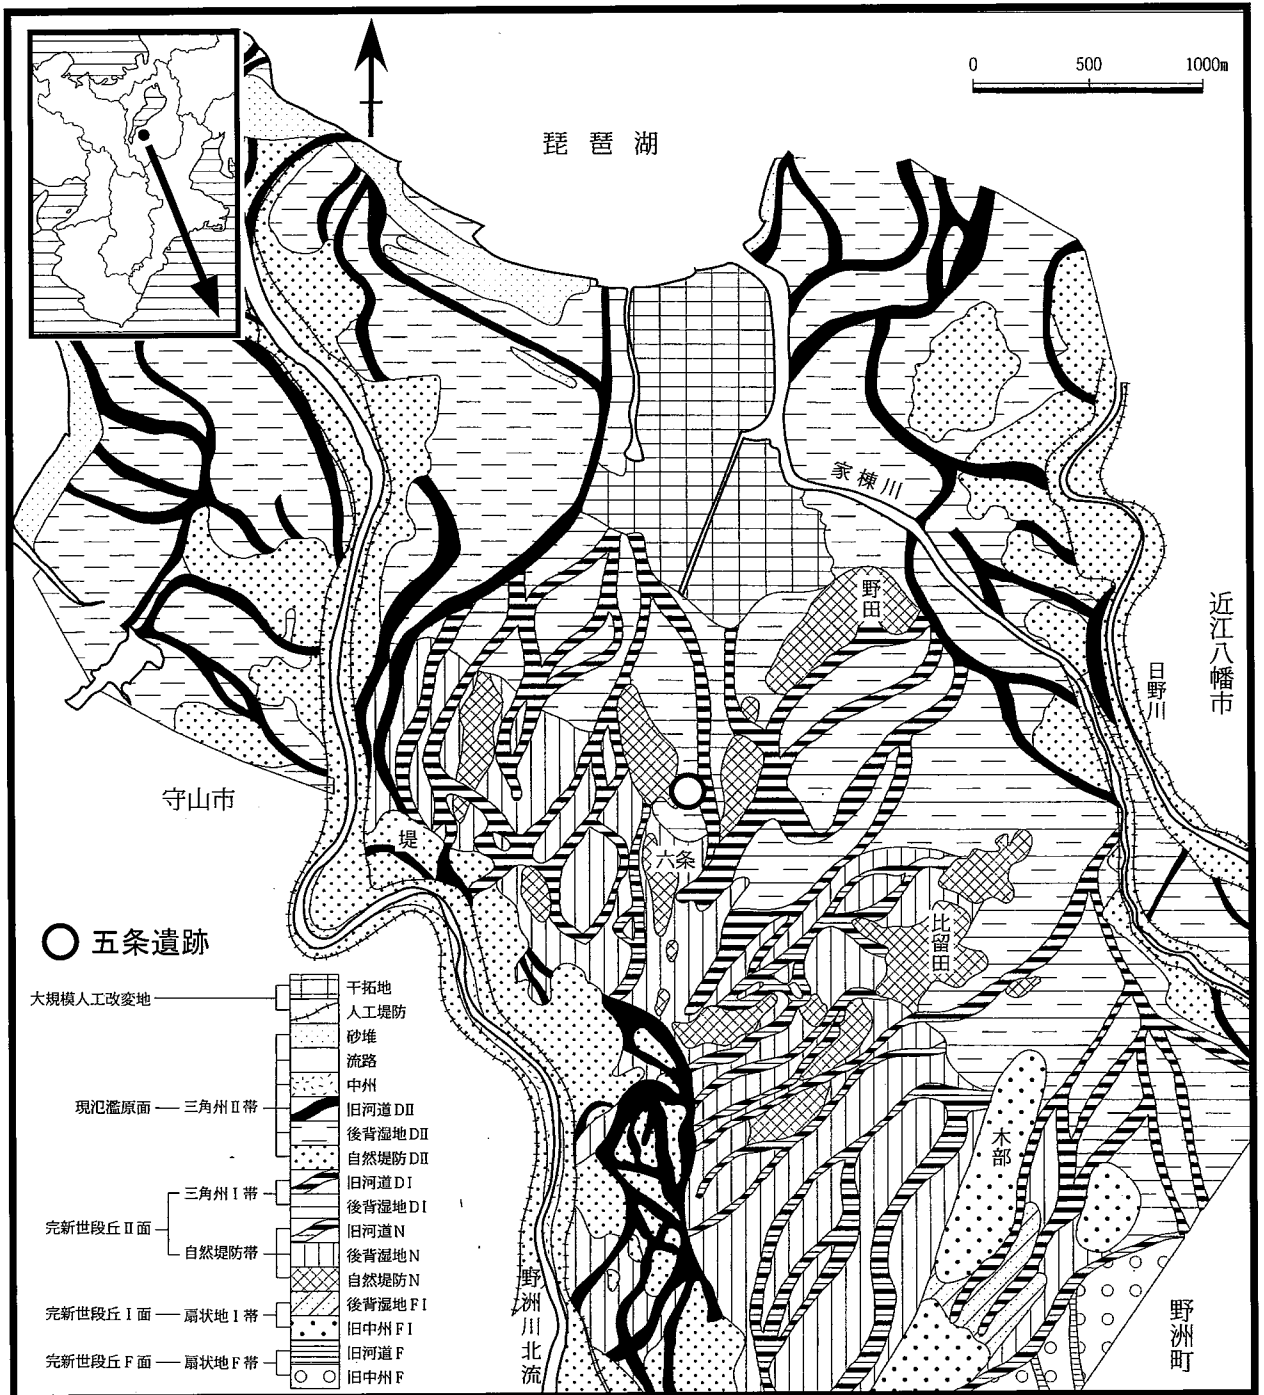 0 500 1000m
琵琶湖
家棟川
野田
近江八幡市
日野川
守山市
堤
六条
比留田
木部
野洲川北流
野洲町
五条遺跡
大規模人工改変地
干拓地
人工堤防
現氾濫原面
三角州Ⅱ帯
砂堆
流路
中州
旧河道DⅡ
後背湿地DⅡ
自然堤防DⅡ
完新世段丘Ⅱ面
三角州Ⅰ帯
旧河道DⅠ
後背湿地DⅠ
自然堤防帯
旧河道N
後背湿地N
自然堤防N
完新世段丘Ⅰ面
扇状地Ⅰ帯
後背湿地FⅠ
旧中州FⅠ
完新世段丘F面
扇状地F帯
旧河道F
旧中州F